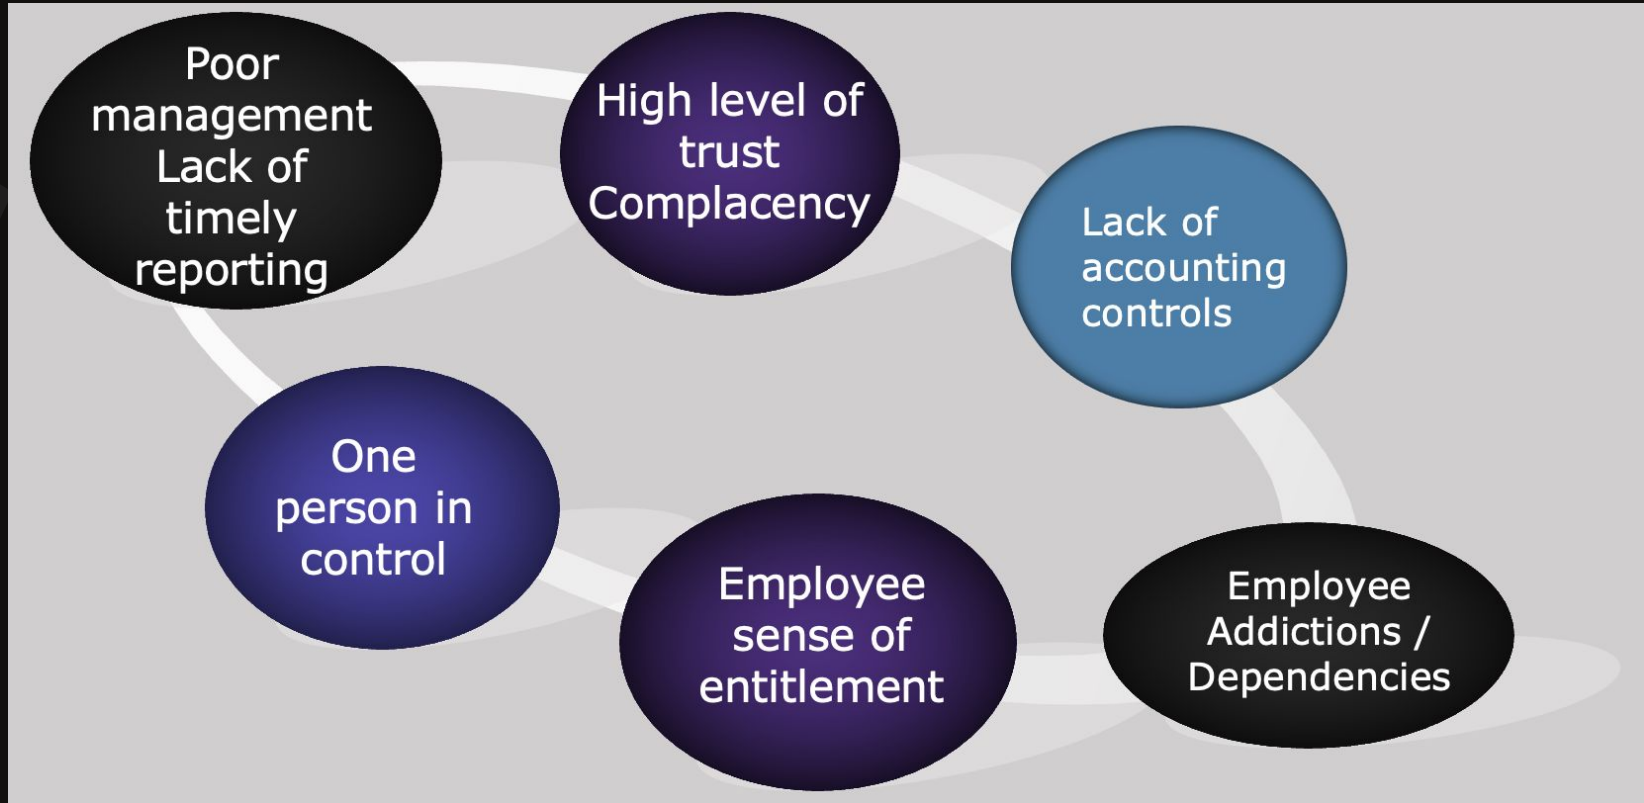 Poor
management
Lack of
timely
reporting
High level of
trust
Complacency
Lack of
accounting
controls
One
person in
control
Employee
sense of
entitlement
Employee
Addictions /
Dependencies